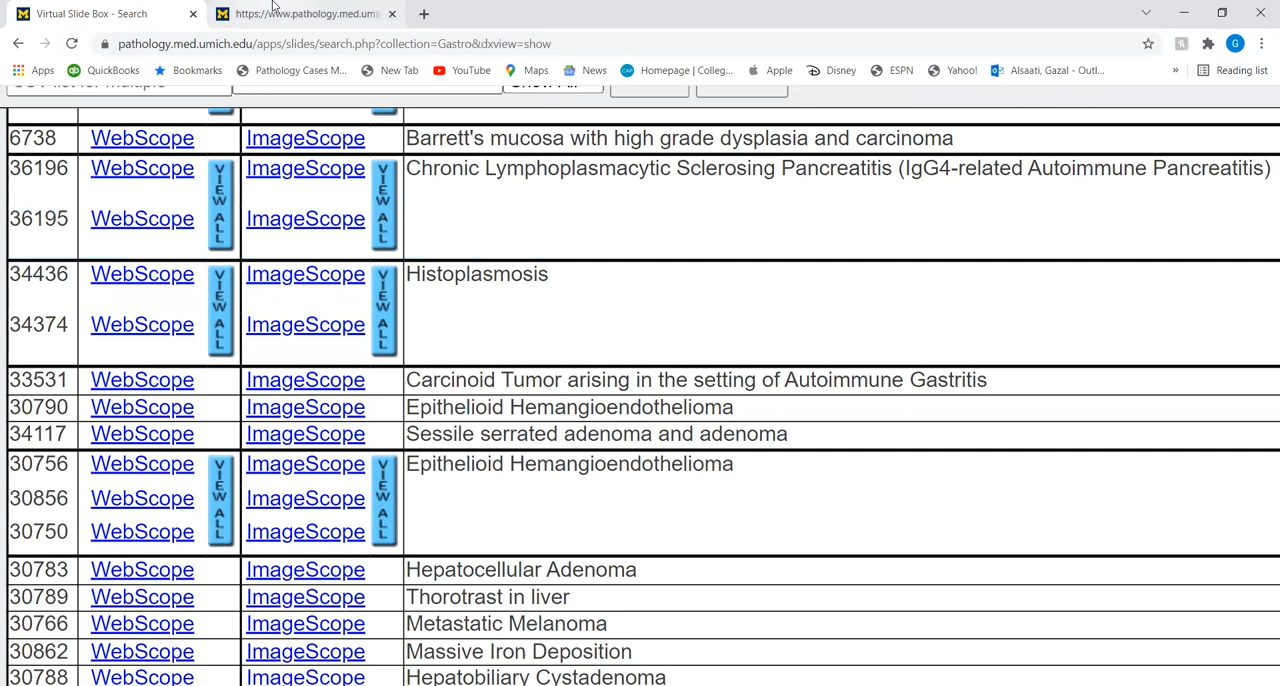 Virtual Slide Box - Search
https://www.pathology.med.umi
pathology.med.umich.edu/apps/slides/search.php?collection=Gastro&dxview=show
G
Apps QuickBooks Bookmarks Pathology Cases M... New Tab YouTube Maps News Homepage | Colleg... Apple Disney ESPN Yahoo! Alsaati, Gazal - Outl... » Reading list
6738 WebScope ImageScope Barrett's mucosa with high grade dysplasia and carcinoma
36196 WebScope VIEW ALL ImageScope VIEW ALL Chronic Lymphoplasmacytic Sclerosing Pancreatitis (IgG4-related Autoimmune Pancreatitis)
36195 WebScope ImageScope
34436 WebScope VIEW ALL ImageScope VIEW ALL Histoplasmosis
34374 WebScope ImageScope
33531 WebScope ImageScope Carcinoid Tumor arising in the setting of Autoimmune Gastritis
30790 WebScope ImageScope Epithelioid Hemangioendothelioma
34117 WebScope ImageScope Sessile serrated adenoma and adenoma
30756 WebScope VIEW ALL ImageScope VIEW ALL Epithelioid Hemangioendothelioma
30856 WebScope ImageScope
30750 WebScope ImageScope
30783 WebScope ImageScope Hepatocellular Adenoma
30789 WebScope ImageScope Thorotrast in liver
30766 WebScope ImageScope Metastatic Melanoma
30862 WebScope ImageScope Massive Iron Deposition
30788 WebScope ImageScope Hepatobiliary Cystadenoma